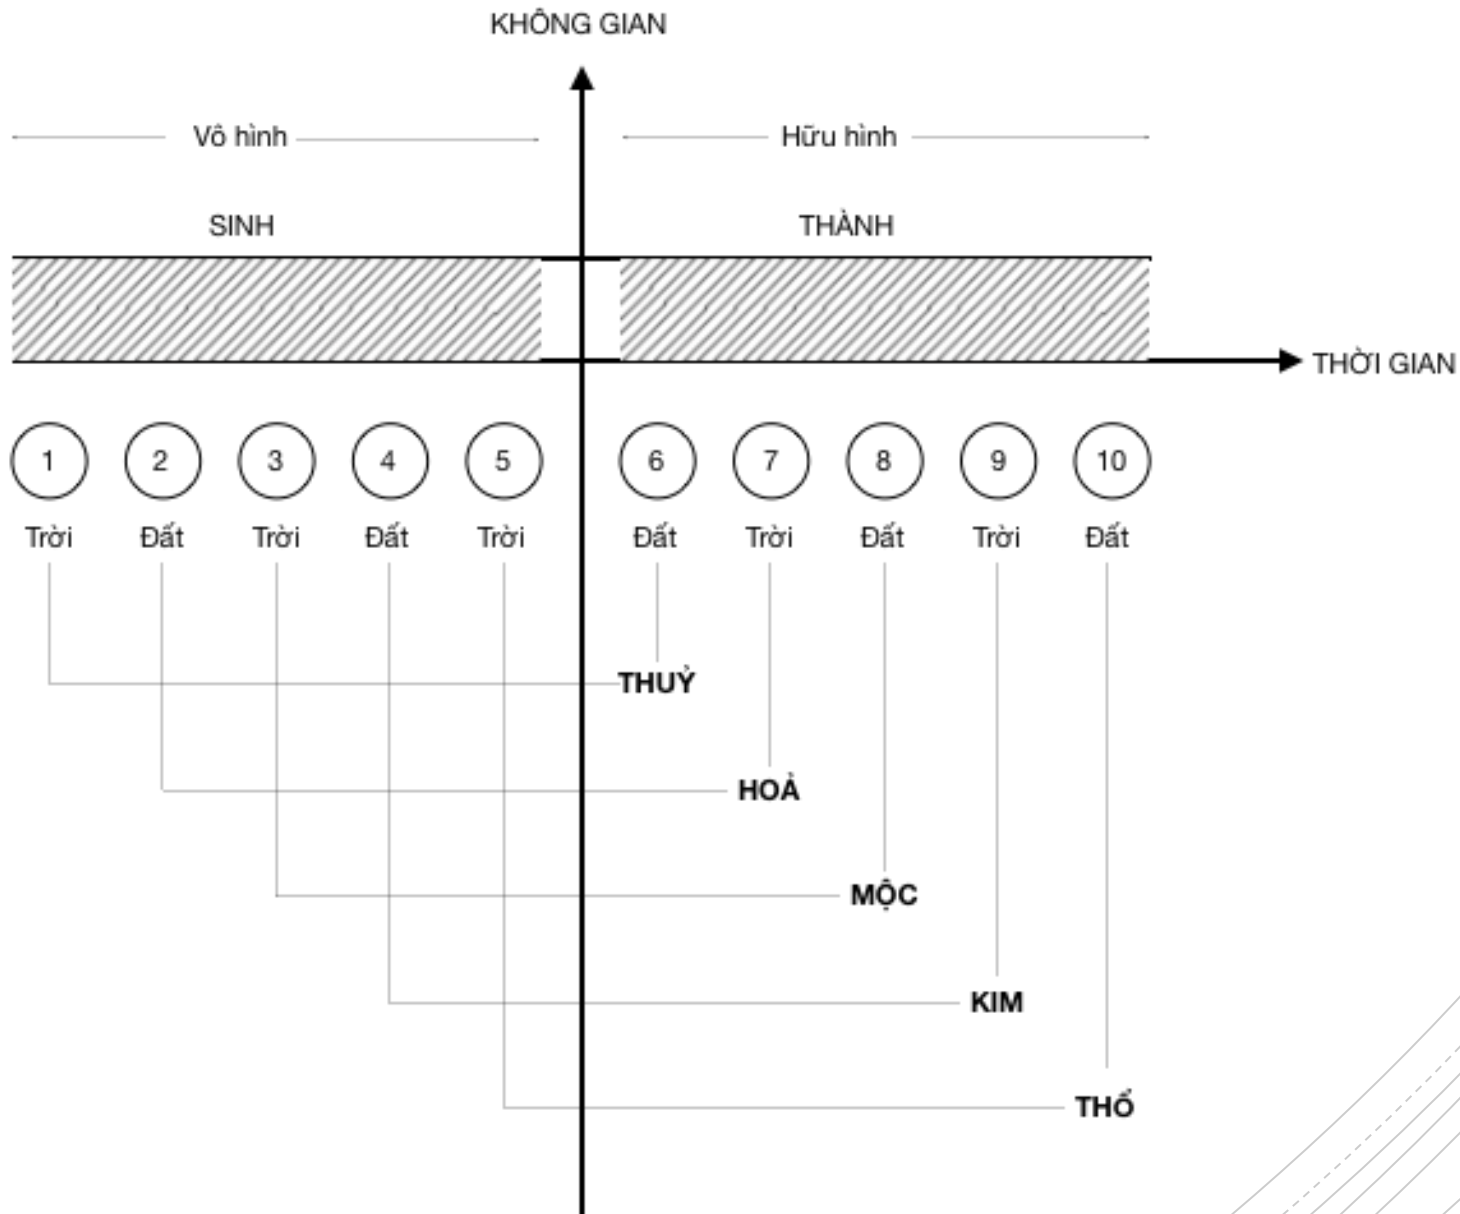 KHÔNG GIAN
Vô hình
Hữu hình
SINH
THÀNH
THỜI GIAN
1 2 3 4 5 6 7 8 9 10
Trời Đất Trời Đất Trời Đất Trời Đất Trời Đất
THUỶ
HOẢ
MỘC
KIM
THỔ